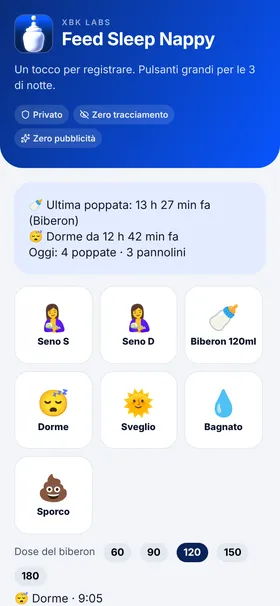 XBK LABS
Feed Sleep Nappy
Un tocco per registrare. Pulsanti grandi per le 3
di notte.
Privato
Zero tracciamento
Zero pubblicità
🍼 Ultima poppata: 13 h 27 min fa
(Biberon)
😴 Dorme da 12 h 42 min fa
Oggi: 4 poppate · 3 pannolini
Seno S
Seno D
Biberon 120ml
Dorme
Sveglio
Bagnato
Sporco
Dose del biberon 60 90 120 150
180
😴 Dorme · 9:05